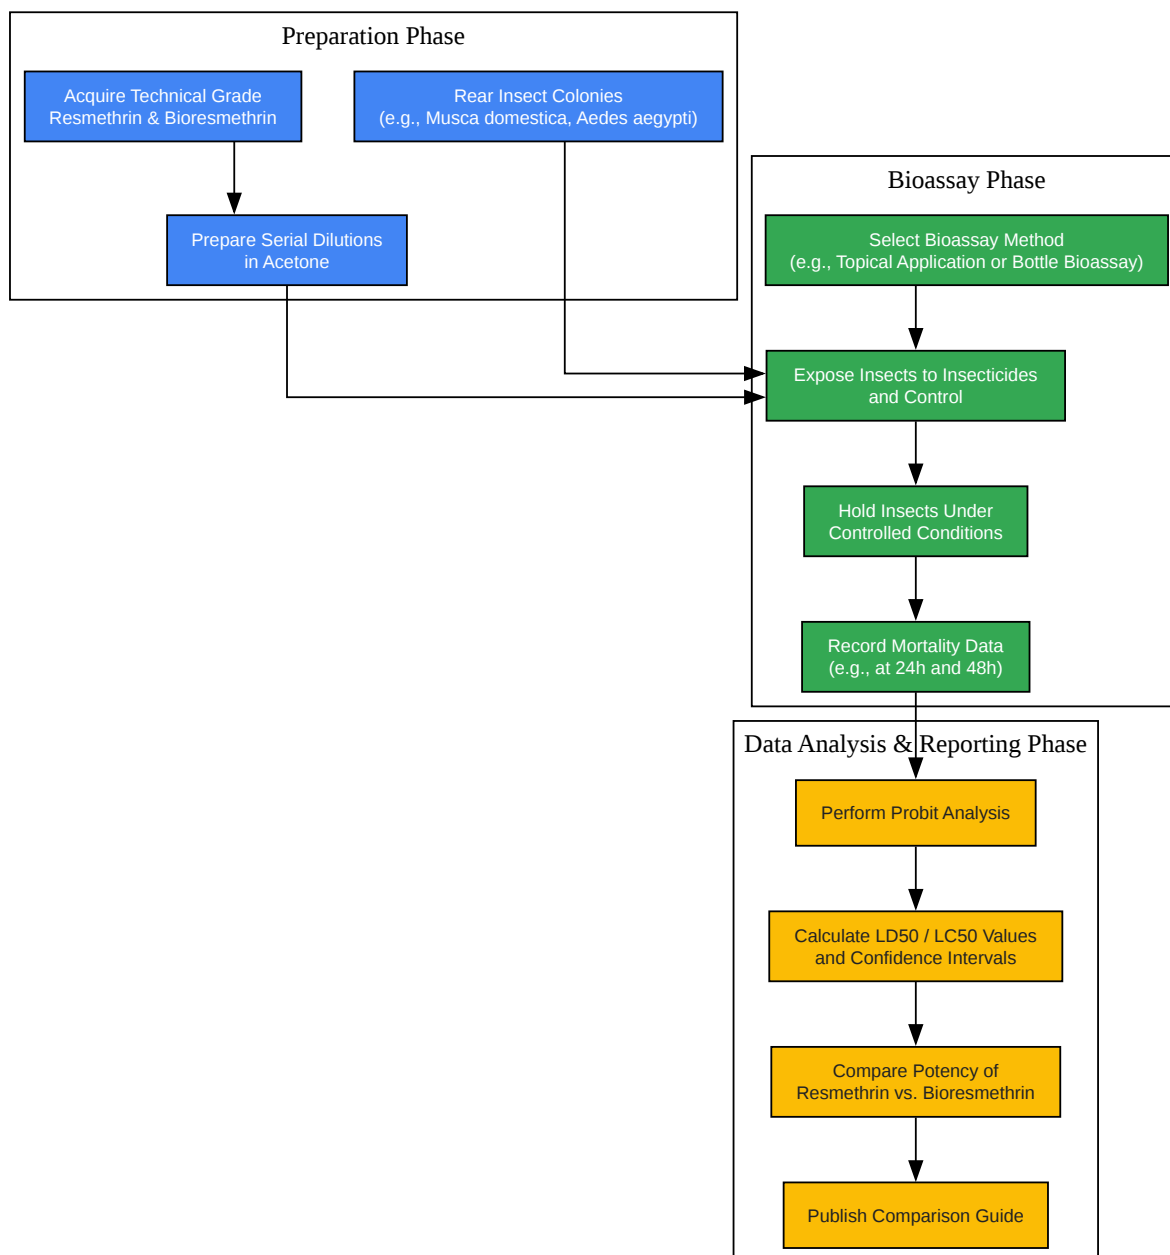 Preparation Phase
Acquire Technical Grade
Resmethrin & Bioresmethrin
Rear Insect Colonies
(e.g., Musca domestica, Aedes aegypti)
Prepare Serial Dilutions
in Acetone
Bioassay Phase
Select Bioassay Method
(e.g., Topical Application or Bottle Bioassay)
Expose Insects to Insecticides
and Control
Hold Insects Under
Controlled Conditions
Record Mortality Data
(e.g., at 24h and 48h)
Data Analysis & Reporting Phase
Perform Probit Analysis
Calculate LD50 / LC50 Values
and Confidence Intervals
Compare Potency of
Resmethrin vs. Bioresmethrin
Publish Comparison Guide